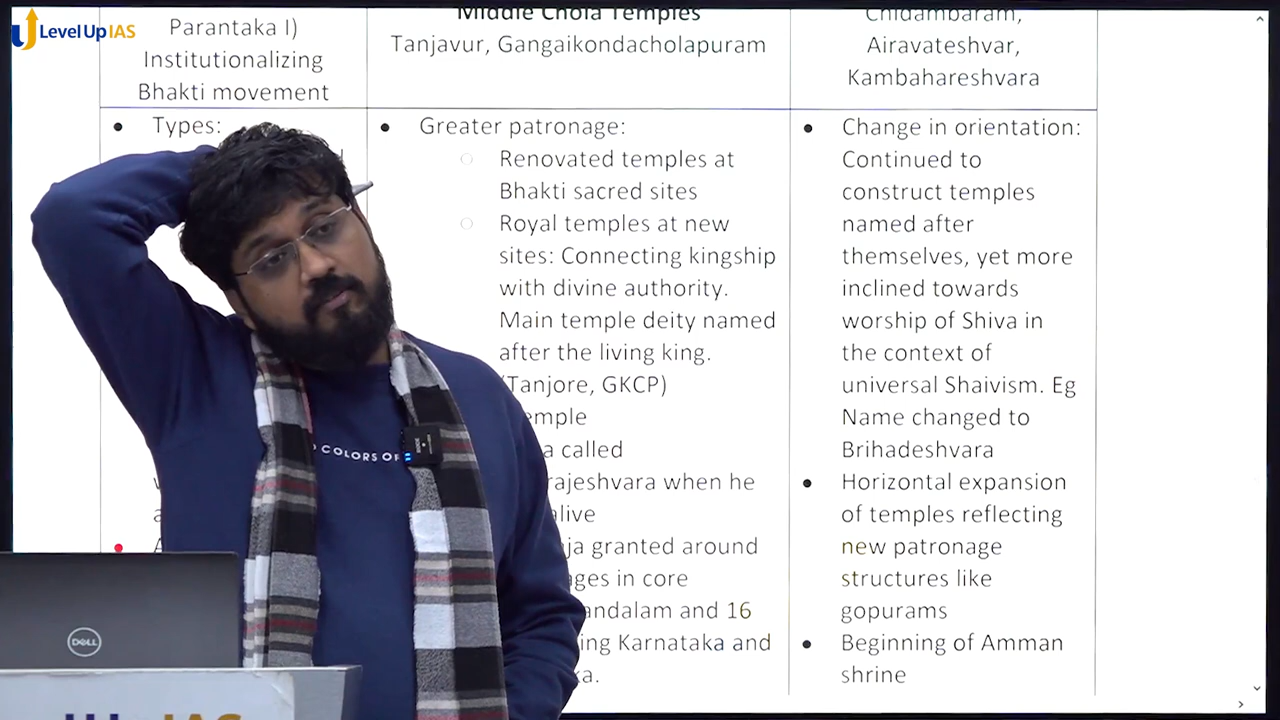 Level Up IAS
Parantaka I)
Institutionalizing
Bhakti movement
Middle Chola Temples
Tanjavur, Gangaikondacholapuram
Chidambaram,
Airavateshvar,
Kambahareshvara
• Types:
• Greater patronage:
○ Renovated temples at
Bhakti sacred sites
○ Royal temples at new
sites: Connecting kingship
with divine authority.
Main temple deity named
after the living king.
(Tanjore, GKCP)
emple
a called
rajeshvara when he
alive
ja granted around
ages in core
andalam and 16
ing Karnataka and
ka.
• Change in orientation:
Continued to
construct temples
named after
themselves, yet more
inclined towards
worship of Shiva in
the context of
universal Shaivism. Eg
Name changed to
Brihadeshvara
• Horizontal expansion
of temples reflecting
new patronage
structures like
gopurams
• Beginning of Amman
shrine
COLORS OF
DELL